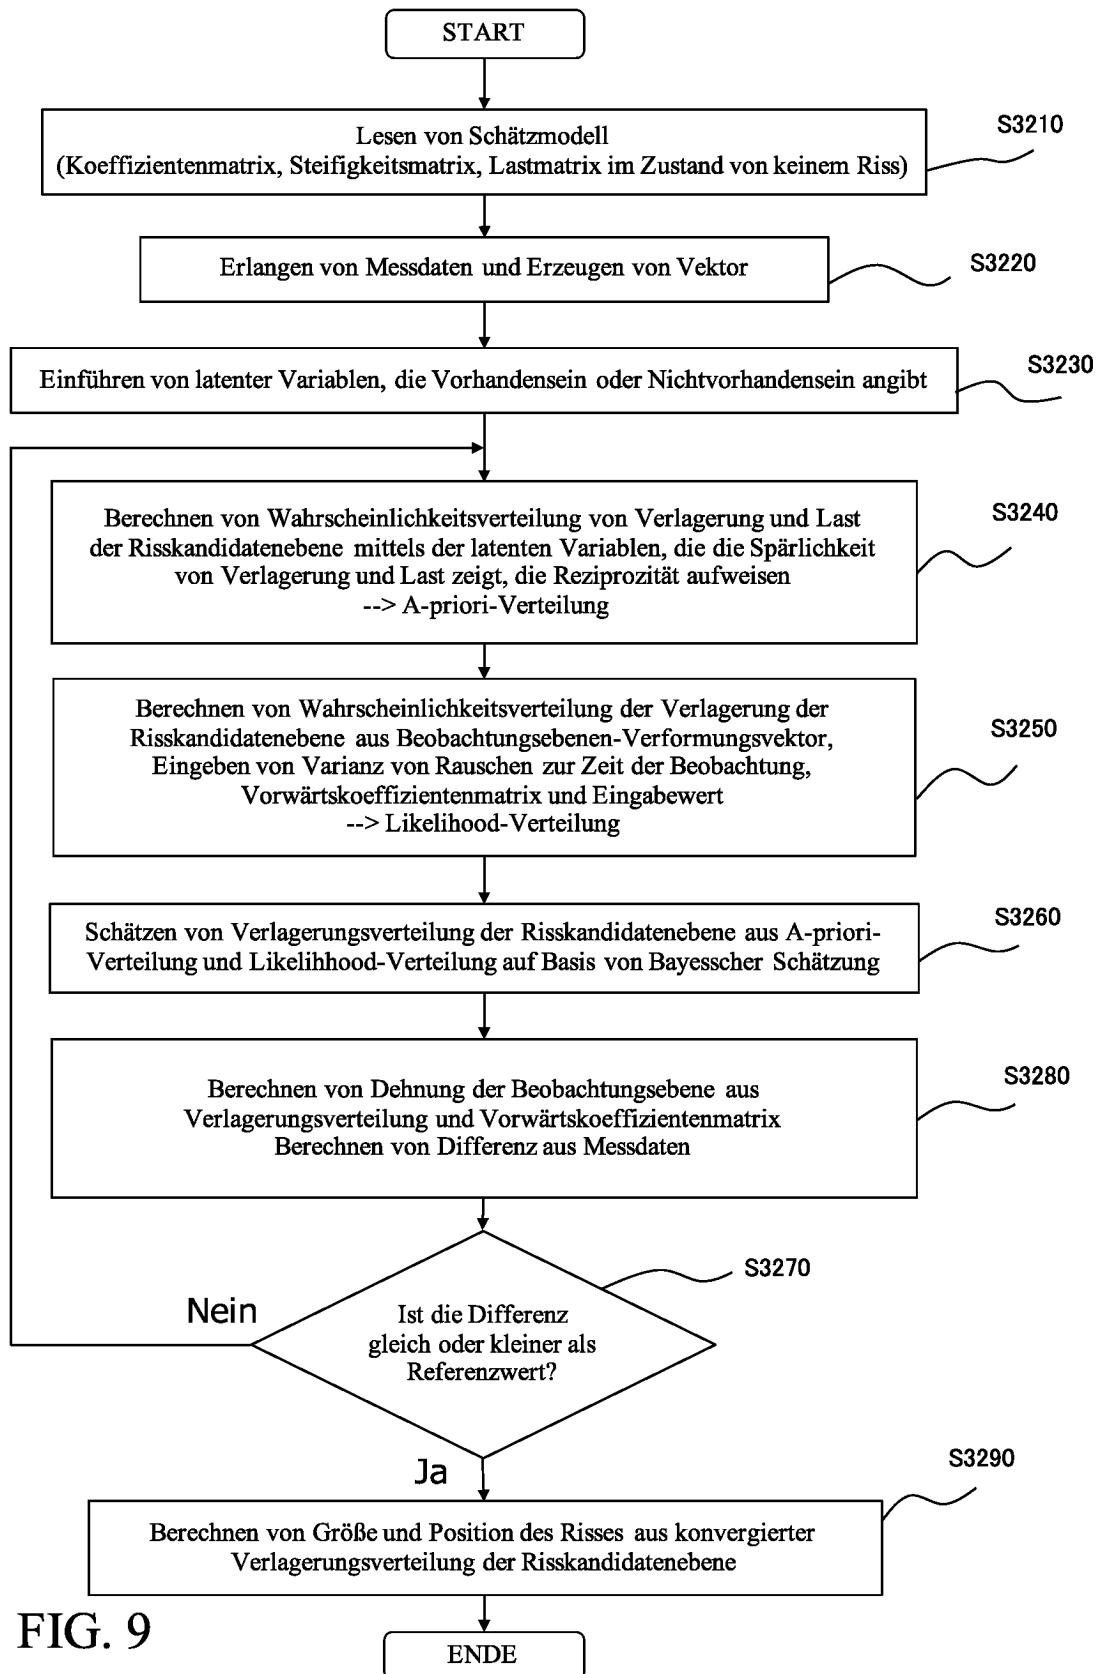 START
Lesen von Schätzmodell
(Koeffizientenmatrix, Steifigkeitsmatrix, Lastmatrix im Zustand von keinem Riss)
S3210
Erlangen von Messdaten und Erzeugen von Vektor
S3220
Einführen von latenter Variablen, die Vorhandensein oder Nichtvorhandensein angibt
S3230
Berechnen von Wahrscheinlichkeitsverteilung von Verlagerung und Last
der Risskandidatenebene mittels der latenten Variablen, die die Spärlichkeit
von Verlagerung und Last zeigt, die Reziprozität aufweisen
--> A-priori-Verteilung
S3240
Berechnen von Wahrscheinlichkeitsverteilung der Verlagerung der
Risskandidatenebene aus Beobachtungsebenen-Verformungsvektor,
Eingeben von Varianz von Rauschen zur Zeit der Beobachtung,
Vorwärtskoeffizientenmatrix und Eingabewert
--> Likelihood-Verteilung
S3250
Schätzen von Verlagerungsverteilung der Risskandidatenebene aus A-priori-
Verteilung und Likelihhood-Verteilung auf Basis von Bayesscher Schätzung
S3260
Berechnen von Dehnung der Beobachtungsebene aus
Verlagerungsverteilung und Vorwärtskoeffizientenmatrix
Berechnen von Differenz aus Messdaten
S3280
Ist die Differenz
gleich oder kleiner als
Referenzwert?
S3270
Nein
Ja
Berechnen von Größe und Position des Risses aus konvergierter
Verlagerungsverteilung der Risskandidatenebene
S3290
ENDE
FIG. 9